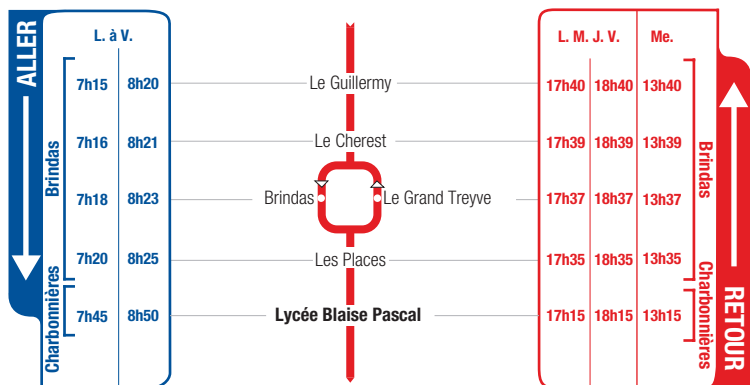 ALLER
L. à V.
L. M. J. V. Me.
7h15 8h20 Le Guillermy 17h40 18h40 13h40
7h16 8h21 Le Cherest 17h39 18h39 13h39
7h18 8h23 Brindas Le Grand Treyve 17h37 18h37 13h37
7h20 8h25 Les Places 17h35 18h35 13h35
7h45 8h50 Lycée Blaise Pascal 17h15 18h15 13h15
Brindas
Charbonnières
Brindas
Charbonnières
RETOUR